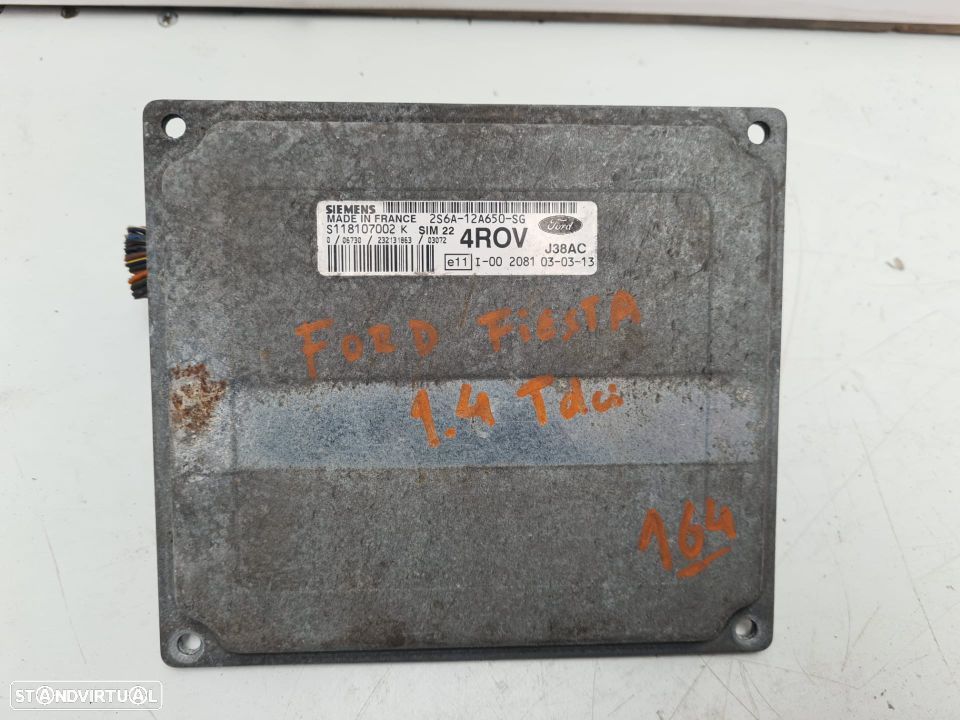 SIEMENS
MADE IN FRANCE 2S6A-12A650-SG
S118107002 K SIM 22 4ROV Ford
0 / 06730 / 232131863 / 03072 J38AC
e11 I-00 2081 03-03-13
FORD FiESTA
1.4 Tdci
164
STANDVIRTUAL